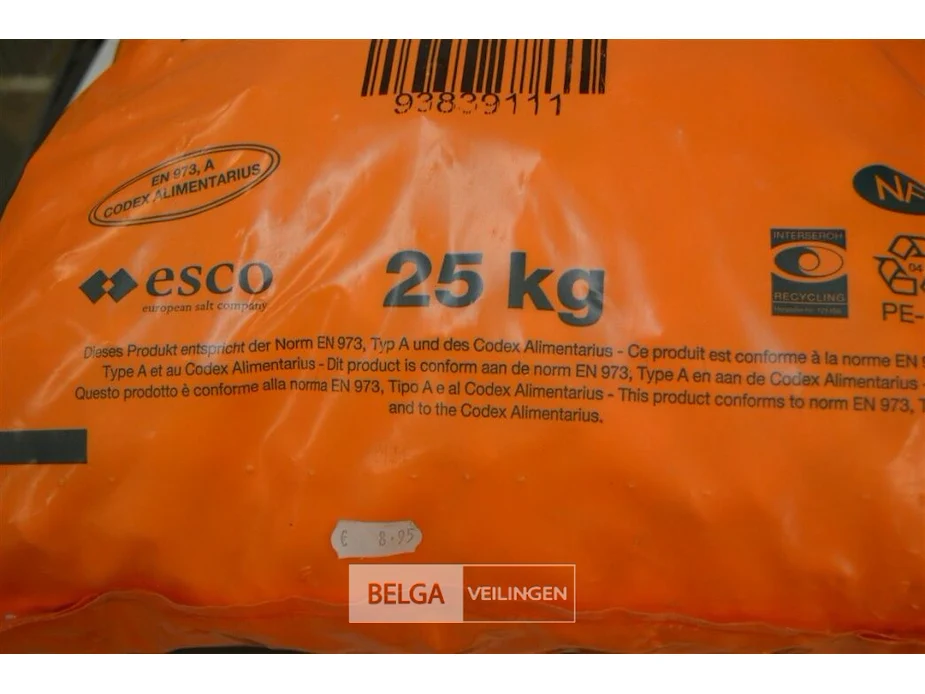 93839111
EN 973, A
CODEX ALIMENTARIUS
NF
esco
european salt company
25 kg
INTERSEROH
RECYCLING
04
PE-
Dieses Produkt entspricht der Norm EN 973, Typ A und des Codex Alimentarius - Ce produit est conforme à la norme EN
Type A et au Codex Alimentarius - Dit product is conform aan de norm EN 973, Type A en aan de Codex Alimentarius -
Questo prodotto è conforme alla norma EN 973, Tipo A e al Codex Alimentarius - This product conforms to norm EN 973,
and to the Codex Alimentarius.
€ 8.95
BELGA VEILINGEN